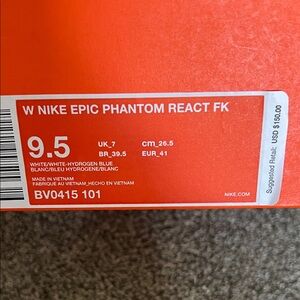 W NIKE EPIC PHANTOM REACT FK
9.5
UK_7 cm_26.5
BR_39.5 EUR_41
WHITE/WHITE-HYDROGEN BLUE
BLANC/BLEU HYDROGENE/BLANC
MADE IN VIETNAM
FABRIQUE AU VIETNAM_HECHO EN VIETNAM
BV0415 101
NIKE.COM
Suggested Retail: USD $150.00